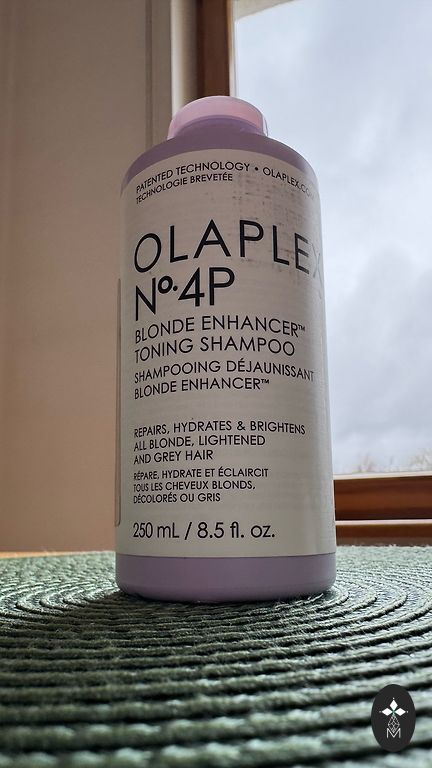 PATENTED TECHNOLOGY • OLAPLEX.CO
TECHNOLOGIE BREVETÉE
OLAPLEX
Nº.4P
BLONDE ENHANCER™
TONING SHAMPOO
SHAMPOOING DÉJAUNISSANT
BLONDE ENHANCER™
REPAIRS, HYDRATES & BRIGHTENS
ALL BLONDE, LIGHTENED
AND GREY HAIR
RÉPARE, HYDRATE ET ÉCLAIRCIT
TOUS LES CHEVEUX BLONDS,
DÉCOLORÉS OU GRIS
250 mL / 8.5 fl. oz.
M